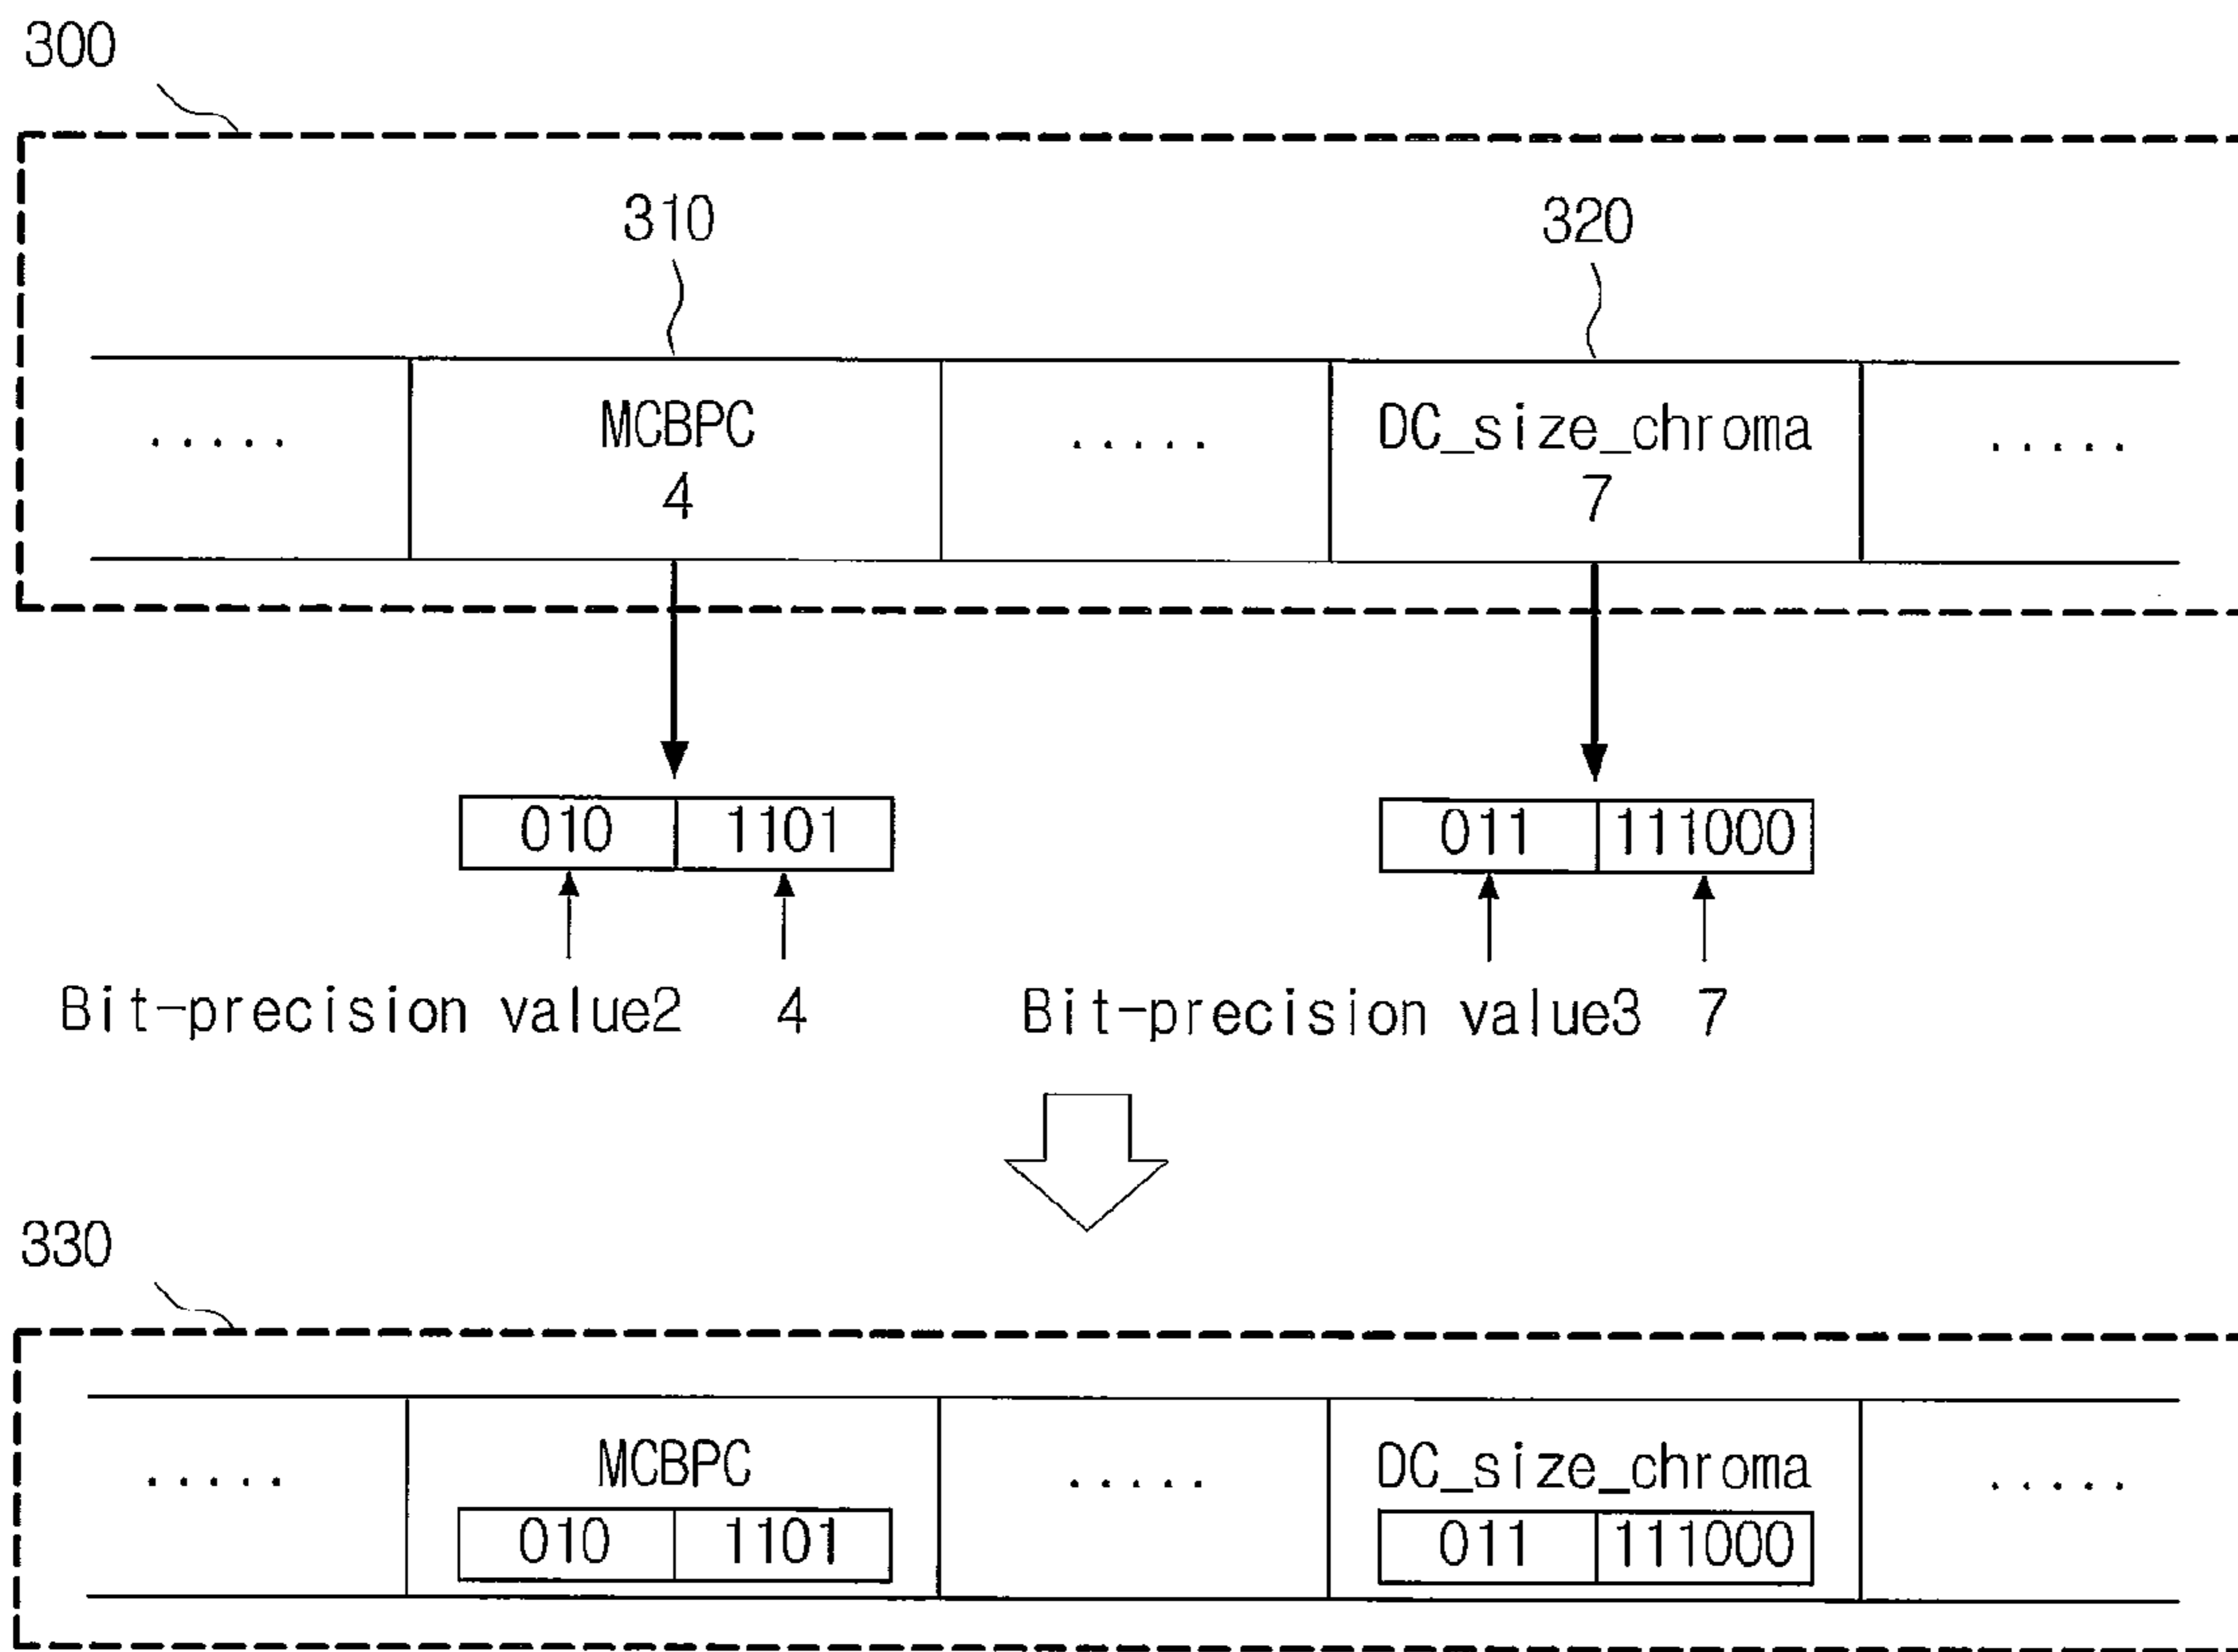 300
310 320
..... MCBPC ..... DC_size_chroma .....
4 7
010 1101 011 111000
Bit-precision value2 4 Bit-precision value3 7
330
..... MCBPC ..... DC_size_chroma .....
010 1101 011 111000